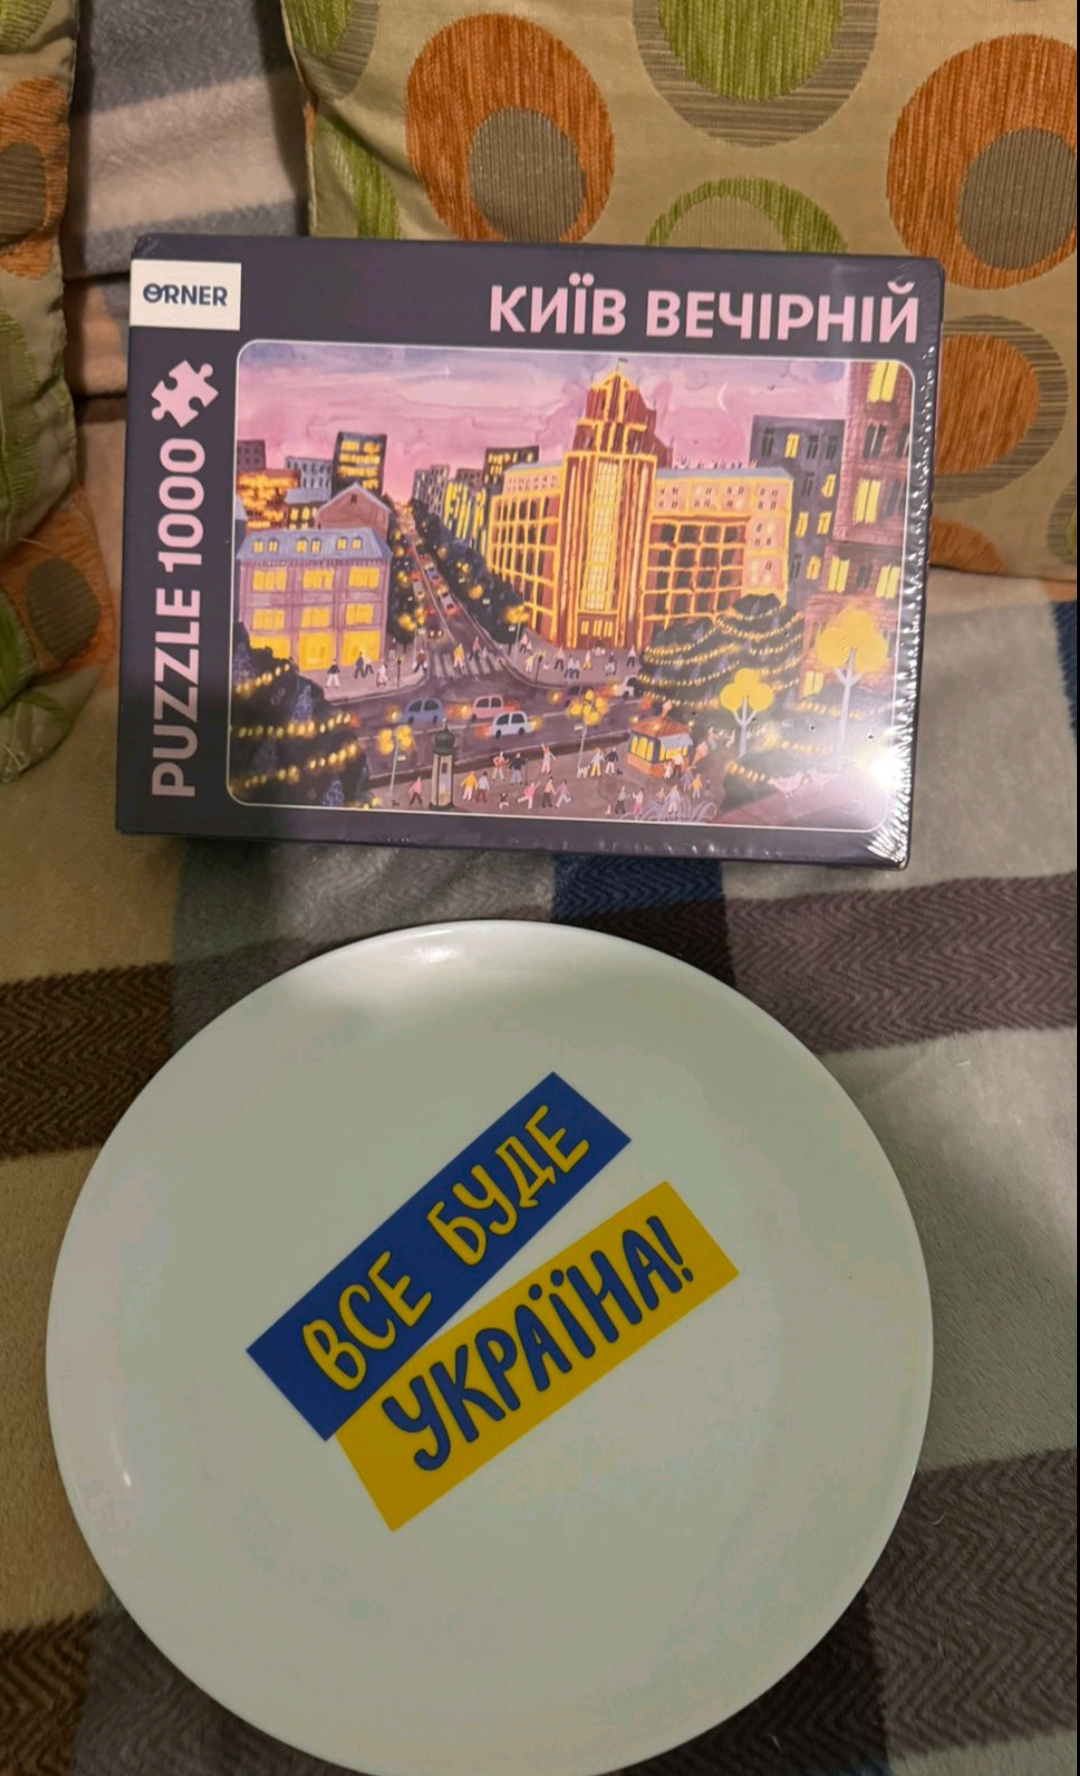 ORNER
КИЇВ ВЕЧІРНІЙ
PUZZLE 1000
ВСЕ БУДЕ
УКРАЇНА!